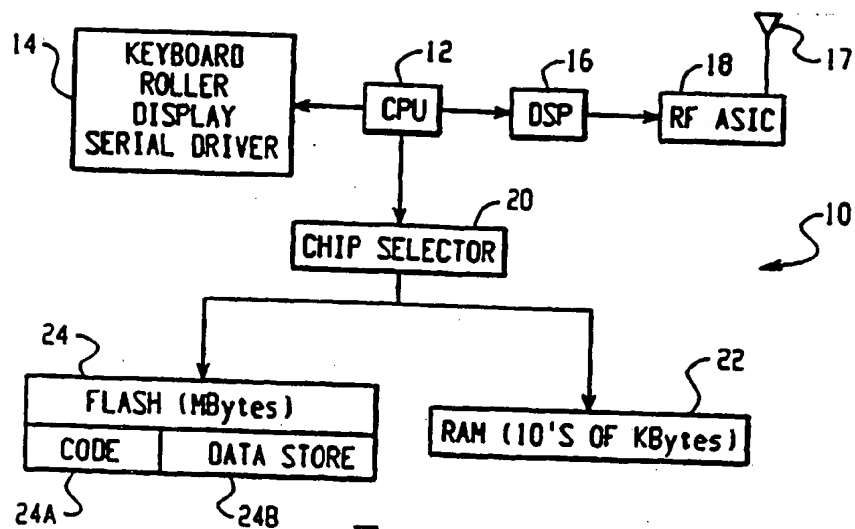 14
KEYBOARD
ROLLER
DISPLAY
SERIAL DRIVER
12
CPU
16
DSP
18
RF ASIC
17
20
CHIP SELECTOR
10
24
FLASH (MBytes)
CODE
DATA STORE
24A
24B
22
RAM (10'S OF KBytes)